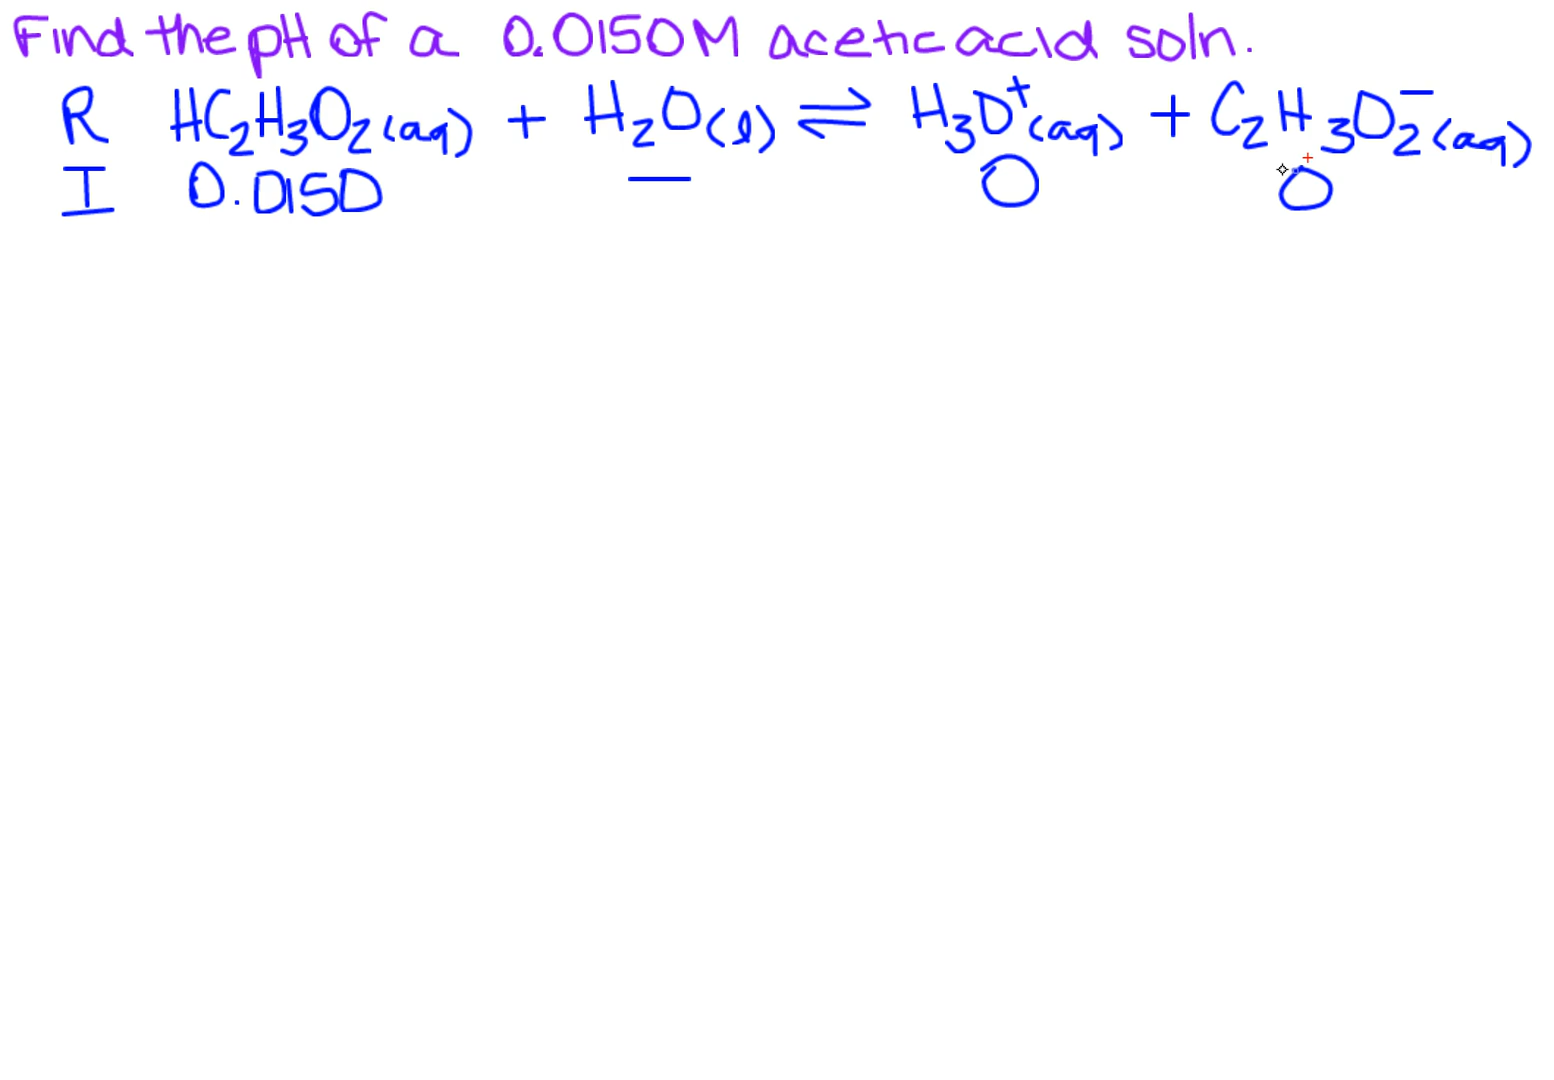 Find the pH of a 0.0150M acetic acid soln.
R HC₂H₃O₂(aq) + H₂O(l) ⇌ H₃O⁺(aq) + C₂H₃O₂⁻(aq)
I 0.0150 — 0 0